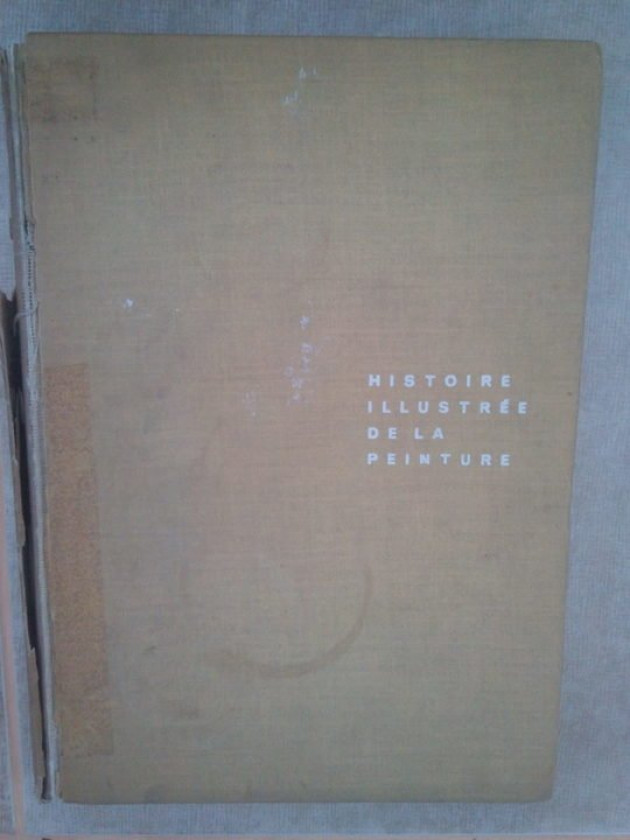 HISTOIRE
ILLUSTRÉE
DE LA
PEINTURE